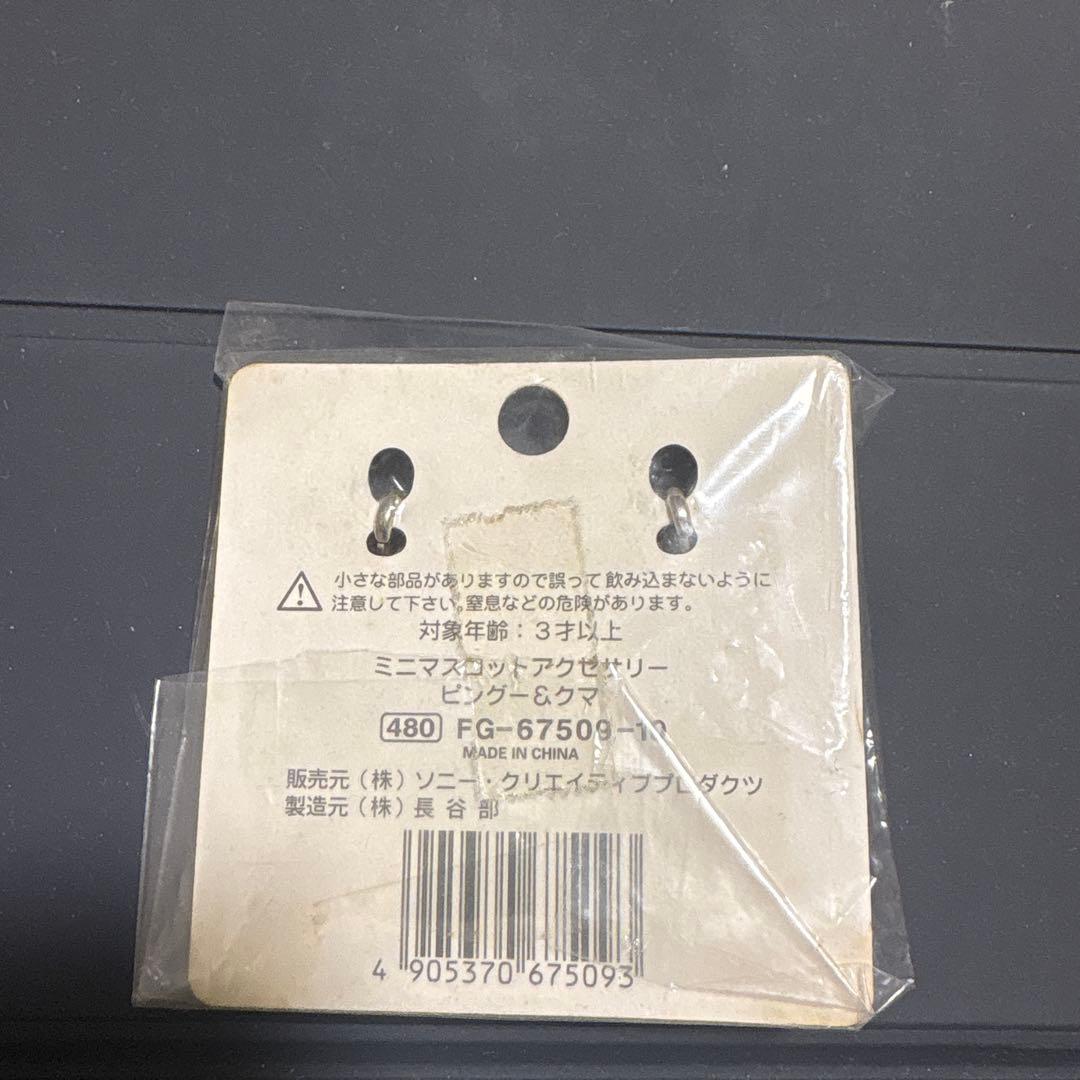 小さな部品がありますので誤って飲み込まないように
注意して下さい。窒息などの危険があります。
対象年齢：3才以上
ミニマスコットアクセサリー
ピングー&クマ
480 FG-67509-10
MADE IN CHINA
販売元（株）ソニー・クリエイティブプロダクツ
製造元（株）長谷部
4 905370 675093